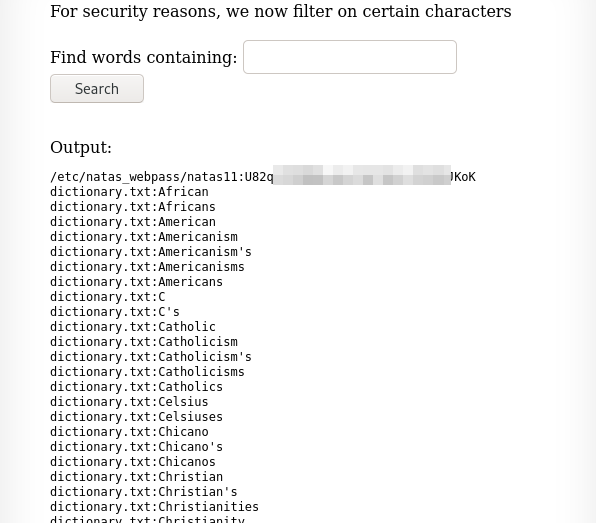 For security reasons, we now filter on certain characters
Find words containing:
Search
Output:
/etc/natas_webpass/natas11:U82q JKoK
dictionary.txt:African
dictionary.txt:Africans
dictionary.txt:American
dictionary.txt:Americanism
dictionary.txt:Americanism's
dictionary.txt:Americanisms
dictionary.txt:Americans
dictionary.txt:C
dictionary.txt:C's
dictionary.txt:Catholic
dictionary.txt:Catholicism
dictionary.txt:Catholicism's
dictionary.txt:Catholicisms
dictionary.txt:Catholics
dictionary.txt:Celsius
dictionary.txt:Celsiuses
dictionary.txt:Chicano
dictionary.txt:Chicano's
dictionary.txt:Chicanos
dictionary.txt:Christian
dictionary.txt:Christian's
dictionary.txt:Christianities
dictionary.txt:Christianity